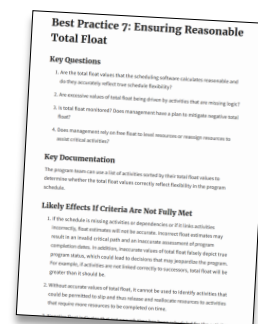 Best Practice 7: Ensuring Reasonable
Total Float
Key Questions
1. Are the total float values that the scheduling software calculates reasonable and
do they accurately reflect true schedule flexibility?
2. Are excessive values of total float being driven by activities that are missing logic?
3. Is total float monitored? Does management have a plan to mitigate negative total
float?
4. Does management rely on free float to level resources or reassign resources to
assist critical activities?
Key Documentation
The program team can use a list of activities sorted by their total float values to
determine whether the total float values correctly reflect flexibility in the program
schedule.
Likely Effects If Criteria Are Not Fully Met
1. If the schedule is missing activities or dependencies or if it links activities
incorrectly, float estimates will not be accurate. Incorrect float estimates may
result in an invalid critical path and an inaccurate assessment of program
completion dates. In addition, inaccurate values of total float falsely depict true
program status, which could lead to decisions that may jeopardize the program.
For example, if activities are not linked correctly to successors, total float will be
greater than it should be.
2. Without accurate values of total float, it cannot be used to identify activities that
could be permitted to slip and thus release and reallocate resources to activities
that require more resources to be completed on time.